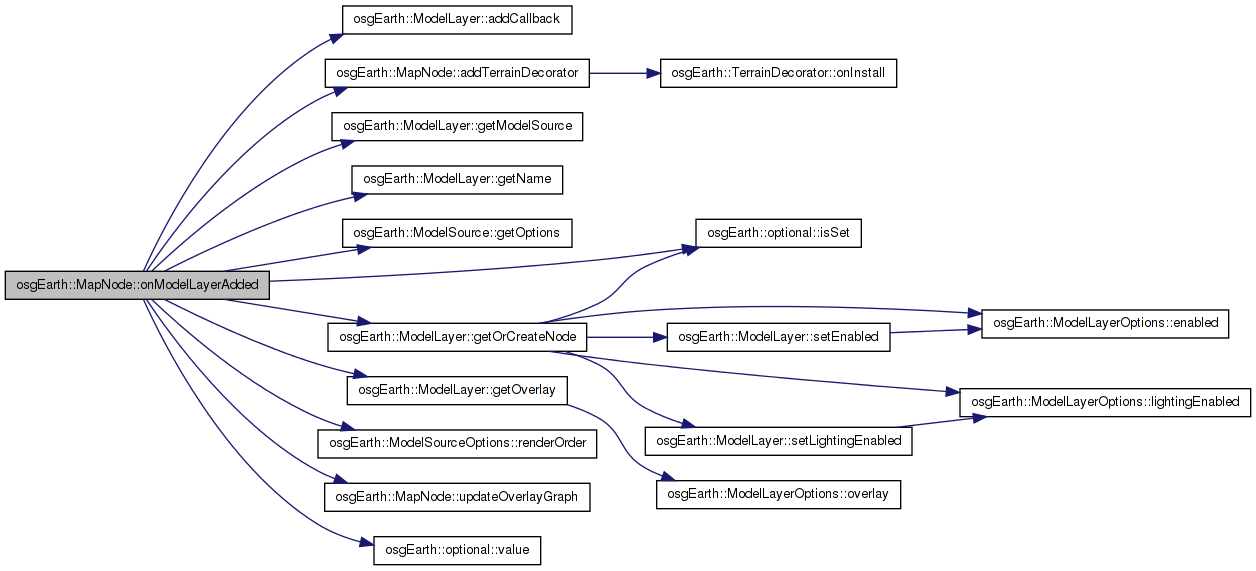 osgEarth::ModelLayer::addCallback
osgEarth::MapNode::addTerrainDecorator
osgEarth::TerrainDecorator::onInstall
osgEarth::ModelLayer::getModelSource
osgEarth::ModelLayer::getName
osgEarth::ModelSource::getOptions
osgEarth::optional::isSet
osgEarth::MapNode::onModelLayerAdded
osgEarth::ModelLayerOptions::enabled
osgEarth::ModelLayer::getOrCreateNode
osgEarth::ModelLayer::setEnabled
osgEarth::ModelLayer::getOverlay
osgEarth::ModelLayerOptions::lightingEnabled
osgEarth::ModelSourceOptions::renderOrder
osgEarth::ModelLayer::setLightingEnabled
osgEarth::MapNode::updateOverlayGraph
osgEarth::ModelLayerOptions::overlay
osgEarth::optional::value